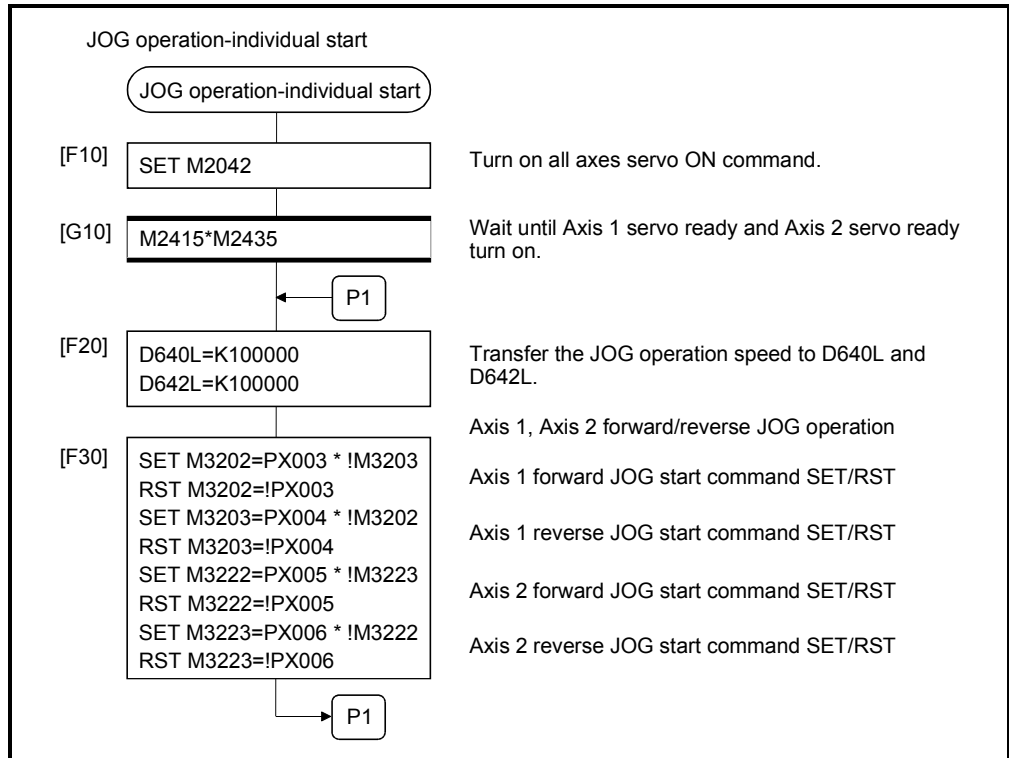 JOG operation-individual start
JOG operation-individual start
[F10]
SET M2042
Turn on all axes servo ON command.
[G10]
M2415*M2435
Wait until Axis 1 servo ready and Axis 2 servo ready
turn on.
P1
[F20]
D640L=K100000
D642L=K100000
Transfer the JOG operation speed to D640L and
D642L.
Axis 1, Axis 2 forward/reverse JOG operation
[F30]
SET M3202=PX003 * !M3203
RST M3202=!PX003
SET M3203=PX004 * !M3202
RST M3203=!PX004
SET M3222=PX005 * !M3223
RST M3222=!PX005
SET M3223=PX006 * !M3222
RST M3223=!PX006
Axis 1 forward JOG start command SET/RST
Axis 1 reverse JOG start command SET/RST
Axis 2 forward JOG start command SET/RST
Axis 2 reverse JOG start command SET/RST
P1